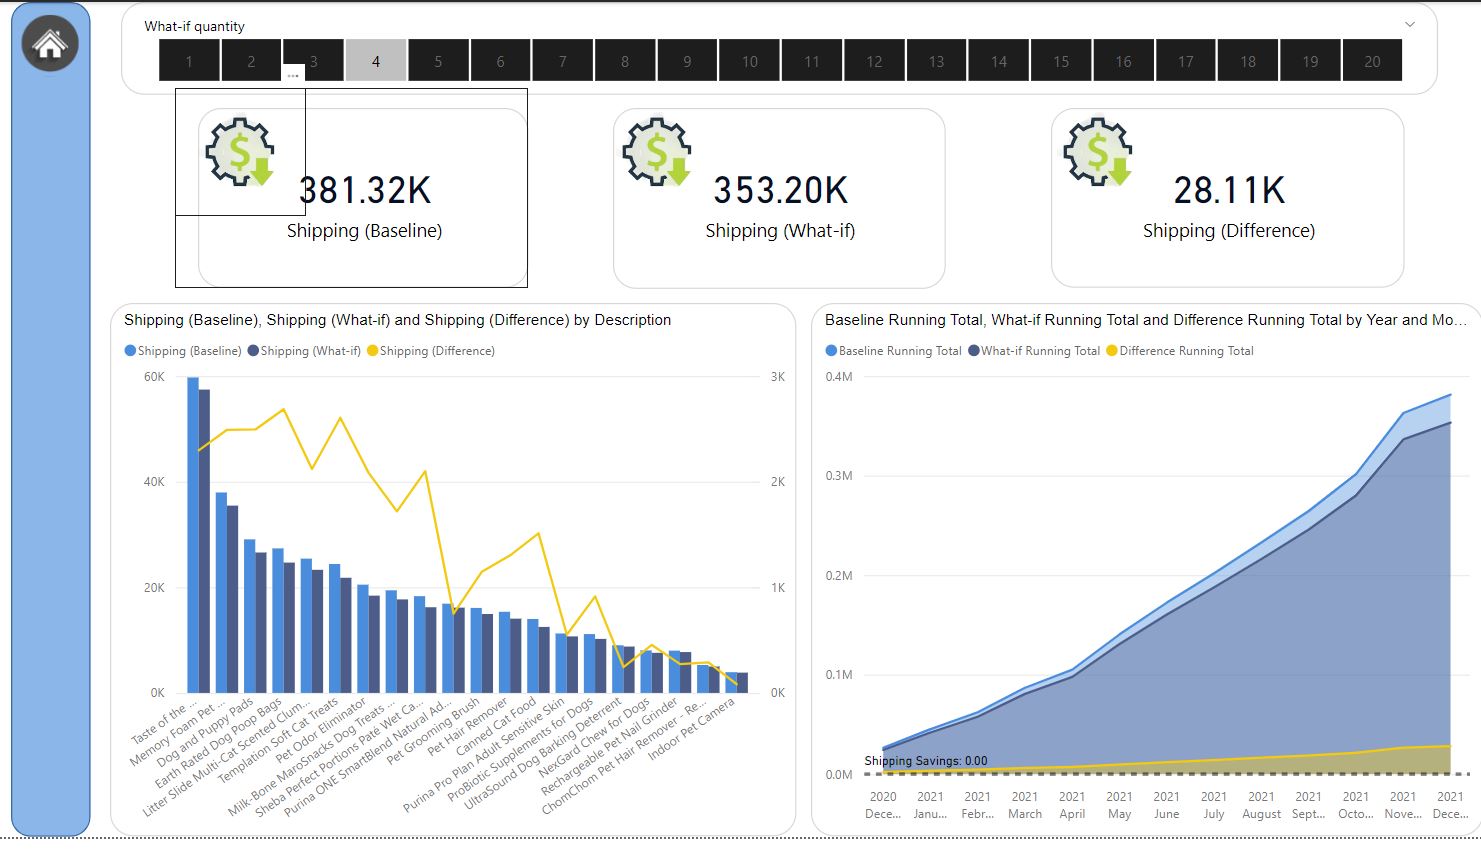 What-if quantity
1 2 3 4 5 6 7 8 9 10 11 12 13 14 15 16 17 18 19 20
...
$ 381.32K
Shipping (Baseline)
$ 353.20K
Shipping (What-if)
$ 28.11K
Shipping (Difference)
Shipping (Baseline), Shipping (What-if) and Shipping (Difference) by Description
Shipping (Baseline) Shipping (What-if) Shipping (Difference)
60K 3K
40K 2K
20K 1K
0K 0K
Taste of the ...
Memory Foam Pet ...
Dog and Puppy Pads
Earth Rated Dog Poop Bags
Litter Slide Multi-Cat Scented Clum...
Templation Soft Cat Treats
Pet Odor Eliminator
Milk-Bone MaroSnacks Dog Treats ...
Sheba Perfect Portions Paté Wet Ca...
Purina ONE SmartBlend Natural Ad...
Pet Grooming Brush
Pet Hair Remover
Canned Cat Food
Purina Pro Plan Adult Sensitive Skin
ProBiotic Supplements for Dogs
UltraSound Dog Barking Deterrent
NexGard Chew for Dogs
Rechargeable Pet Nail Grinder
ChomChom Pet Hair Remover - Re...
Indoor Pet Camera
Baseline Running Total, What-if Running Total and Difference Running Total by Year and Mo...
Baseline Running Total What-if Running Total Difference Running Total
0.4M
0.3M
0.2M
0.1M
0.0M
Shipping Savings: 0.00
2020 2021 2021 2021 2021 2021 2021 2021 2021 2021 2021 2021 2021
Dece... Janu... Febr... March April May June July August Sept... Octo... Nove... Dece...